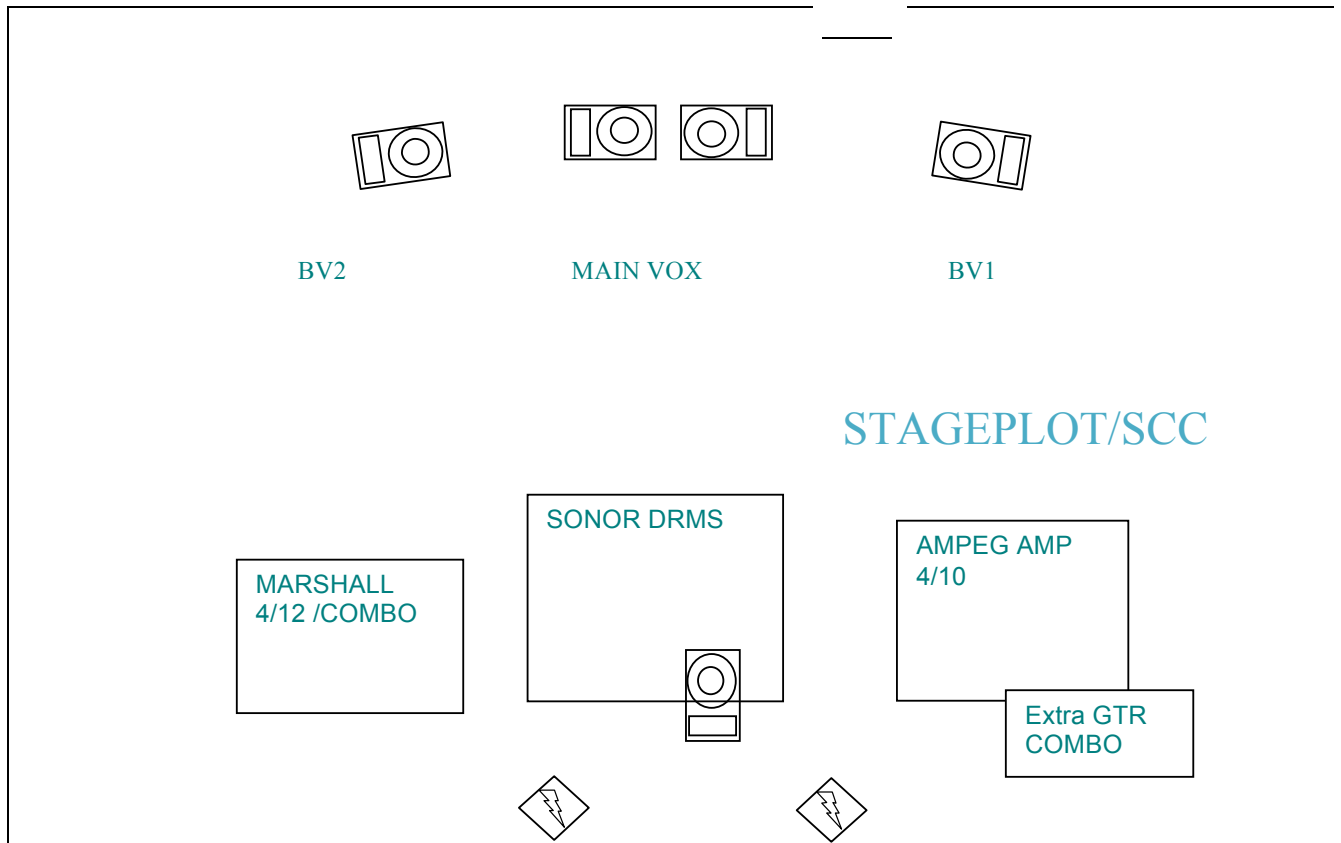 BV2
MAIN VOX
BV1
STAGEPLOT/SCC
SONOR DRMS
AMPEG AMP
4/10
MARSHALL
4/12 /COMBO
Extra GTR
COMBO